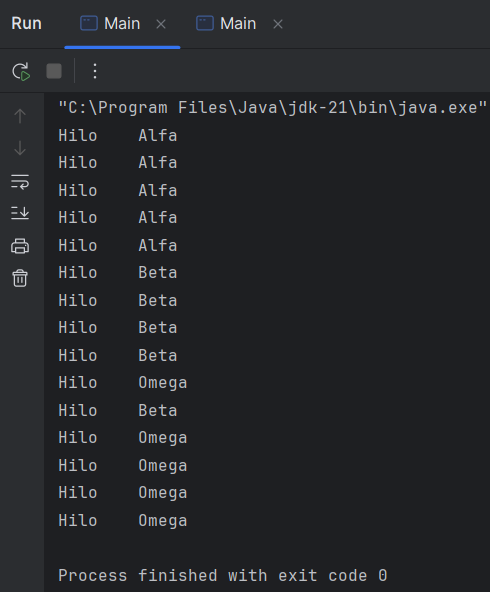 Run Main Main
"C:\Program Files\Java\jdk-21\bin\java.exe"
Hilo    Alfa
Hilo    Alfa
Hilo    Alfa
Hilo    Alfa
Hilo    Alfa
Hilo    Beta
Hilo    Beta
Hilo    Beta
Hilo    Beta
Hilo    Omega
Hilo    Beta
Hilo    Omega
Hilo    Omega
Hilo    Omega
Hilo    Omega
Process finished with exit code 0